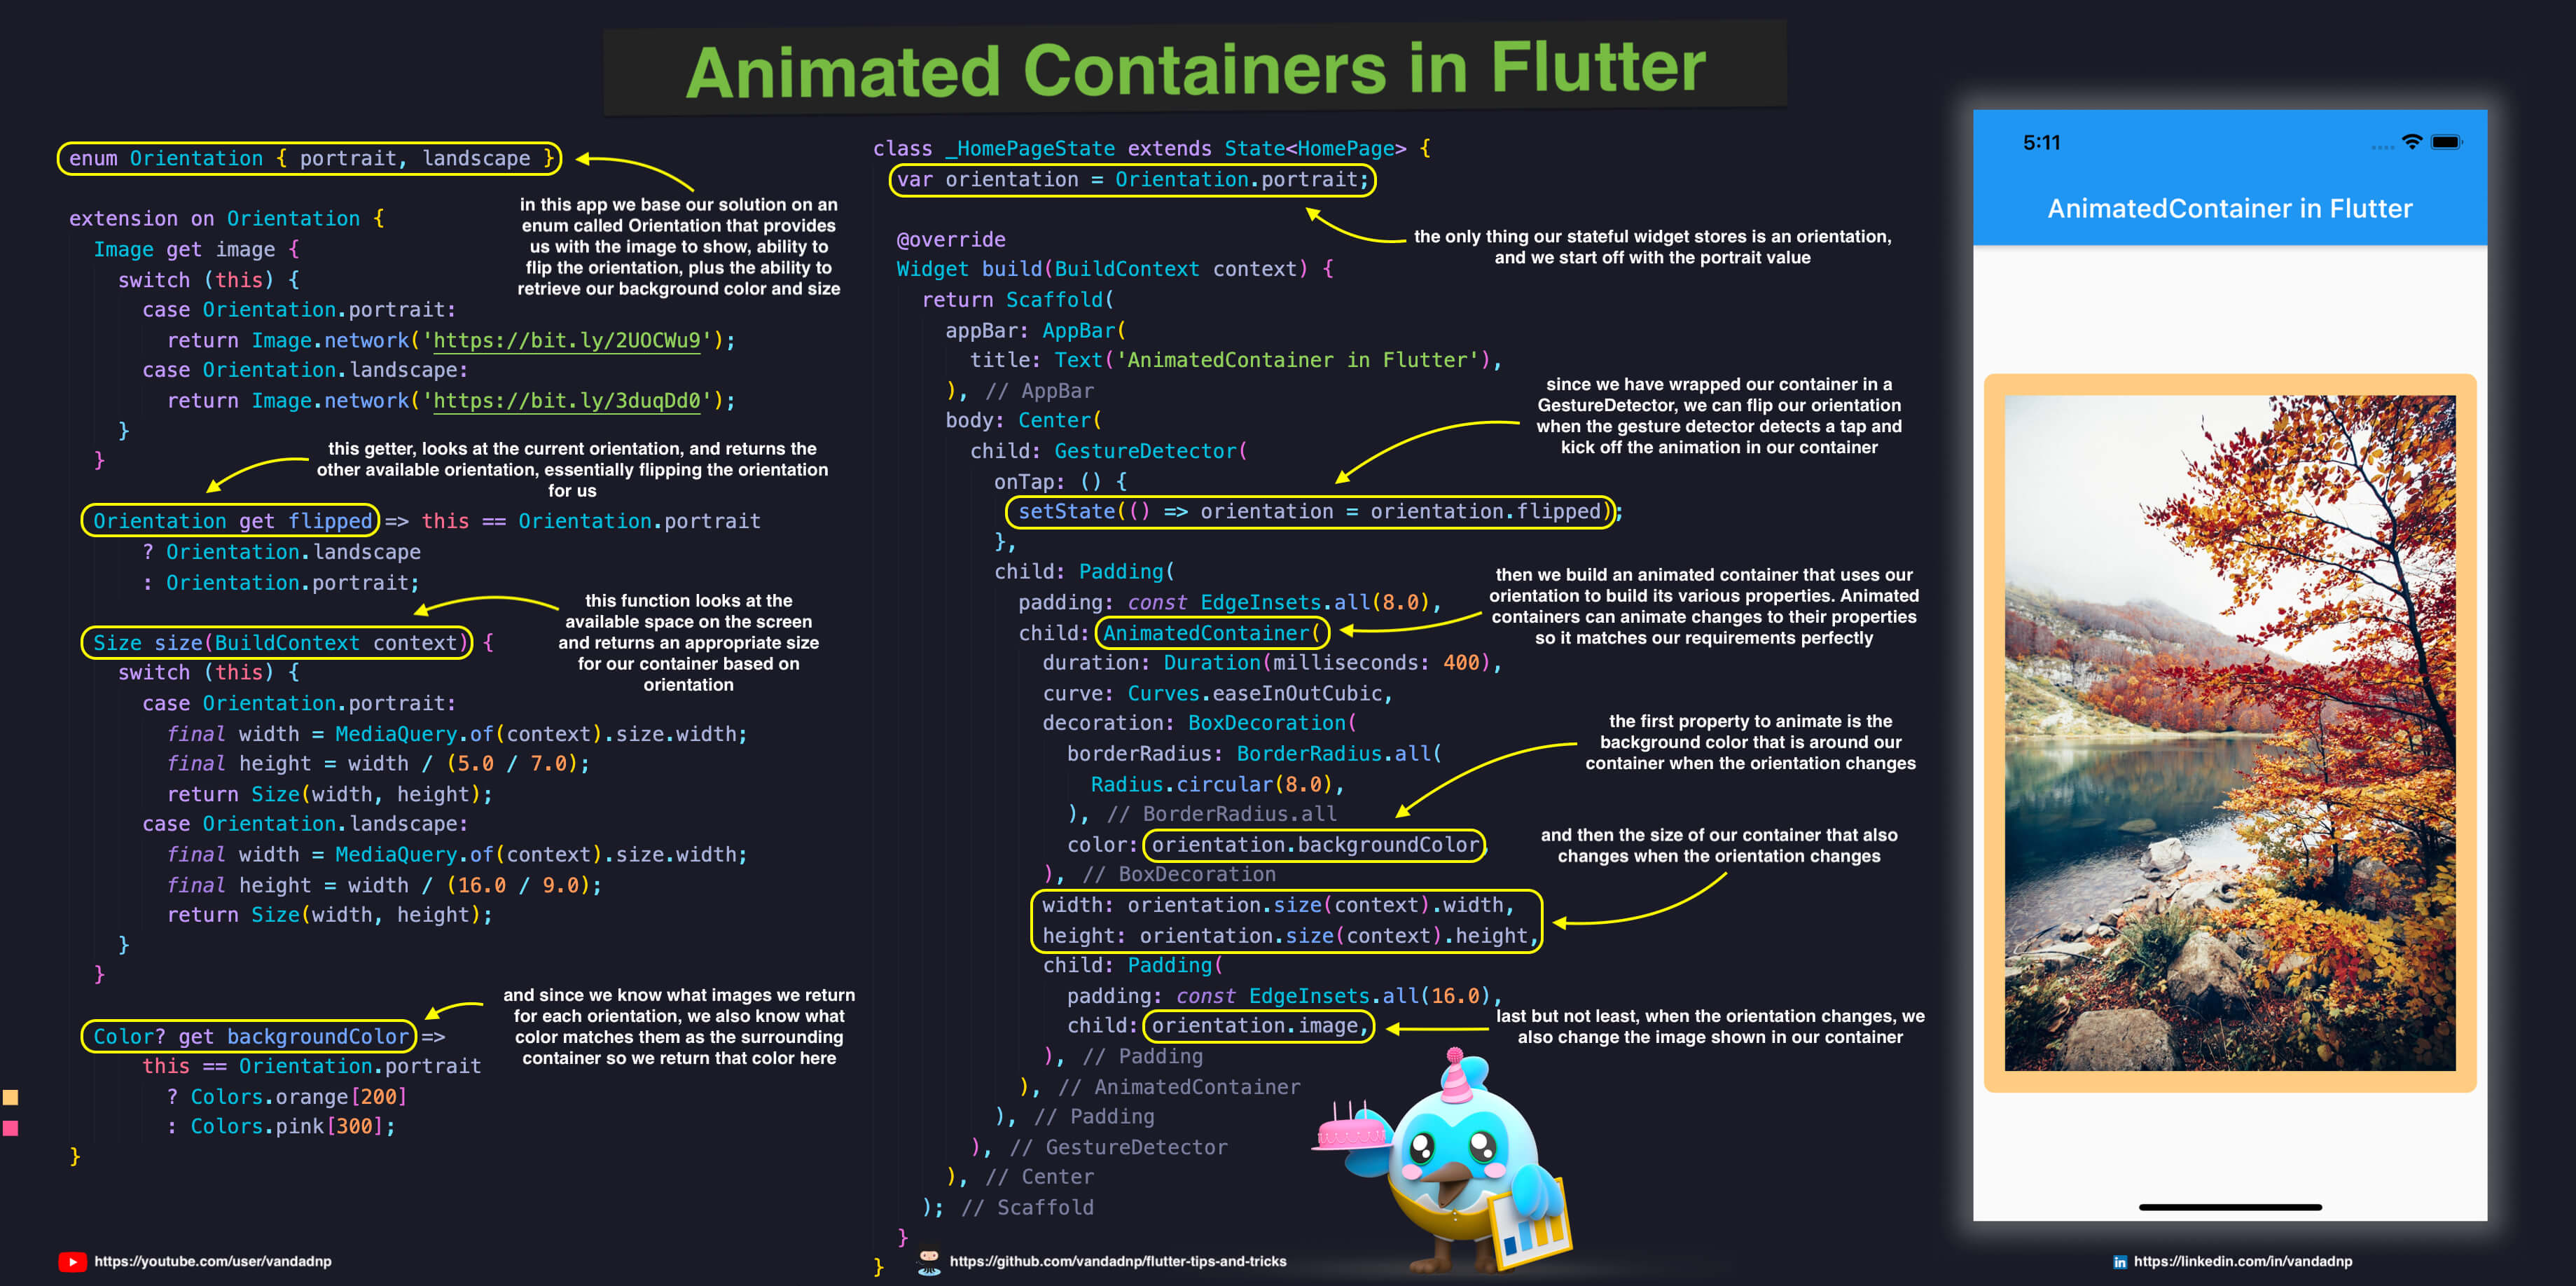 Animated Containers in Flutter
enum Orientation { portrait, landscape }
in this app we base our solution on an
enum called Orientation that provides
us with the image to show, ability to
flip the orientation, plus the ability to
retrieve our background color and size
extension on Orientation {
Image get image {
switch (this) {
case Orientation.portrait:
return Image.network('https://bit.ly/2UOCWu9');
case Orientation.landscape:
return Image.network('https://bit.ly/3duqDd0');
}
}
this getter, looks at the current orientation, and returns the
other available orientation, essentially flipping the orientation
for us
Orientation get flipped => this == Orientation.portrait
? Orientation.landscape
: Orientation.portrait;
this function looks at the
available space on the screen
and returns an appropriate size
for our container based on
orientation
Size size(BuildContext context) {
switch (this) {
case Orientation.portrait:
final width = MediaQuery.of(context).size.width;
final height = width / (5.0 / 7.0);
return Size(width, height);
case Orientation.landscape:
final width = MediaQuery.of(context).size.width;
final height = width / (16.0 / 9.0);
return Size(width, height);
}
}
and since we know what images we return
for each orientation, we also know what
color matches them as the surrounding
container so we return that color here
Color? get backgroundColor =>
this == Orientation.portrait
? Colors.orange[200]
: Colors.pink[300];
}
https://youtube.com/user/vandadnp
class _HomePageState extends State<HomePage> {
var orientation = Orientation.portrait;
the only thing our stateful widget stores is an orientation,
and we start off with the portrait value
@override
Widget build(BuildContext context) {
return Scaffold(
appBar: AppBar(
title: Text('AnimatedContainer in Flutter'),
), // AppBar
body: Center(
child: GestureDetector(
onTap: () {
since we have wrapped our container in a
GestureDetector, we can flip our orientation
when the gesture detector detects a tap and
kick off the animation in our container
setState(() => orientation = orientation.flipped);
},
child: Padding(
padding: const EdgeInsets.all(8.0),
child: AnimatedContainer(
then we build an animated container that uses our
orientation to build its various properties. Animated
containers can animate changes to their properties
so it matches our requirements perfectly
duration: Duration(milliseconds: 400),
curve: Curves.easeInOutCubic,
decoration: BoxDecoration(
borderRadius: BorderRadius.all(
Radius.circular(8.0),
), // BorderRadius.all
the first property to animate is the
background color that is around our
container when the orientation changes
color: orientation.backgroundColor,
), // BoxDecoration
and then the size of our container that also
changes when the orientation changes
width: orientation.size(context).width,
height: orientation.size(context).height,
child: Padding(
padding: const EdgeInsets.all(16.0),
child: orientation.image,
last but not least, when the orientation changes, we
also change the image shown in our container
), // Padding
), // AnimatedContainer
), // Padding
), // GestureDetector
), // Center
); // Scaffold
}
}
https://github.com/vandadnp/flutter-tips-and-tricks
5:11
AnimatedContainer in Flutter
in https://linkedin.com/in/vandadnp